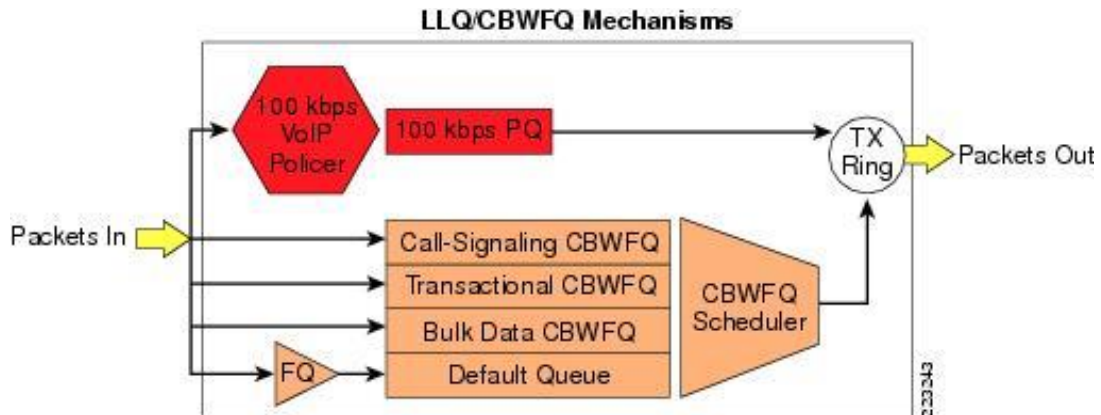 LLQ/CBWFQ Mechanisms
100 kbps
VoIP
Policer
100 kbps PQ
TX
Ring
Packets Out
Packets In
Call-Signaling CBWFQ
Transactional CBWFQ
Bulk Data CBWFQ
FQ
Default Queue
CBWFQ
Scheduler
223243